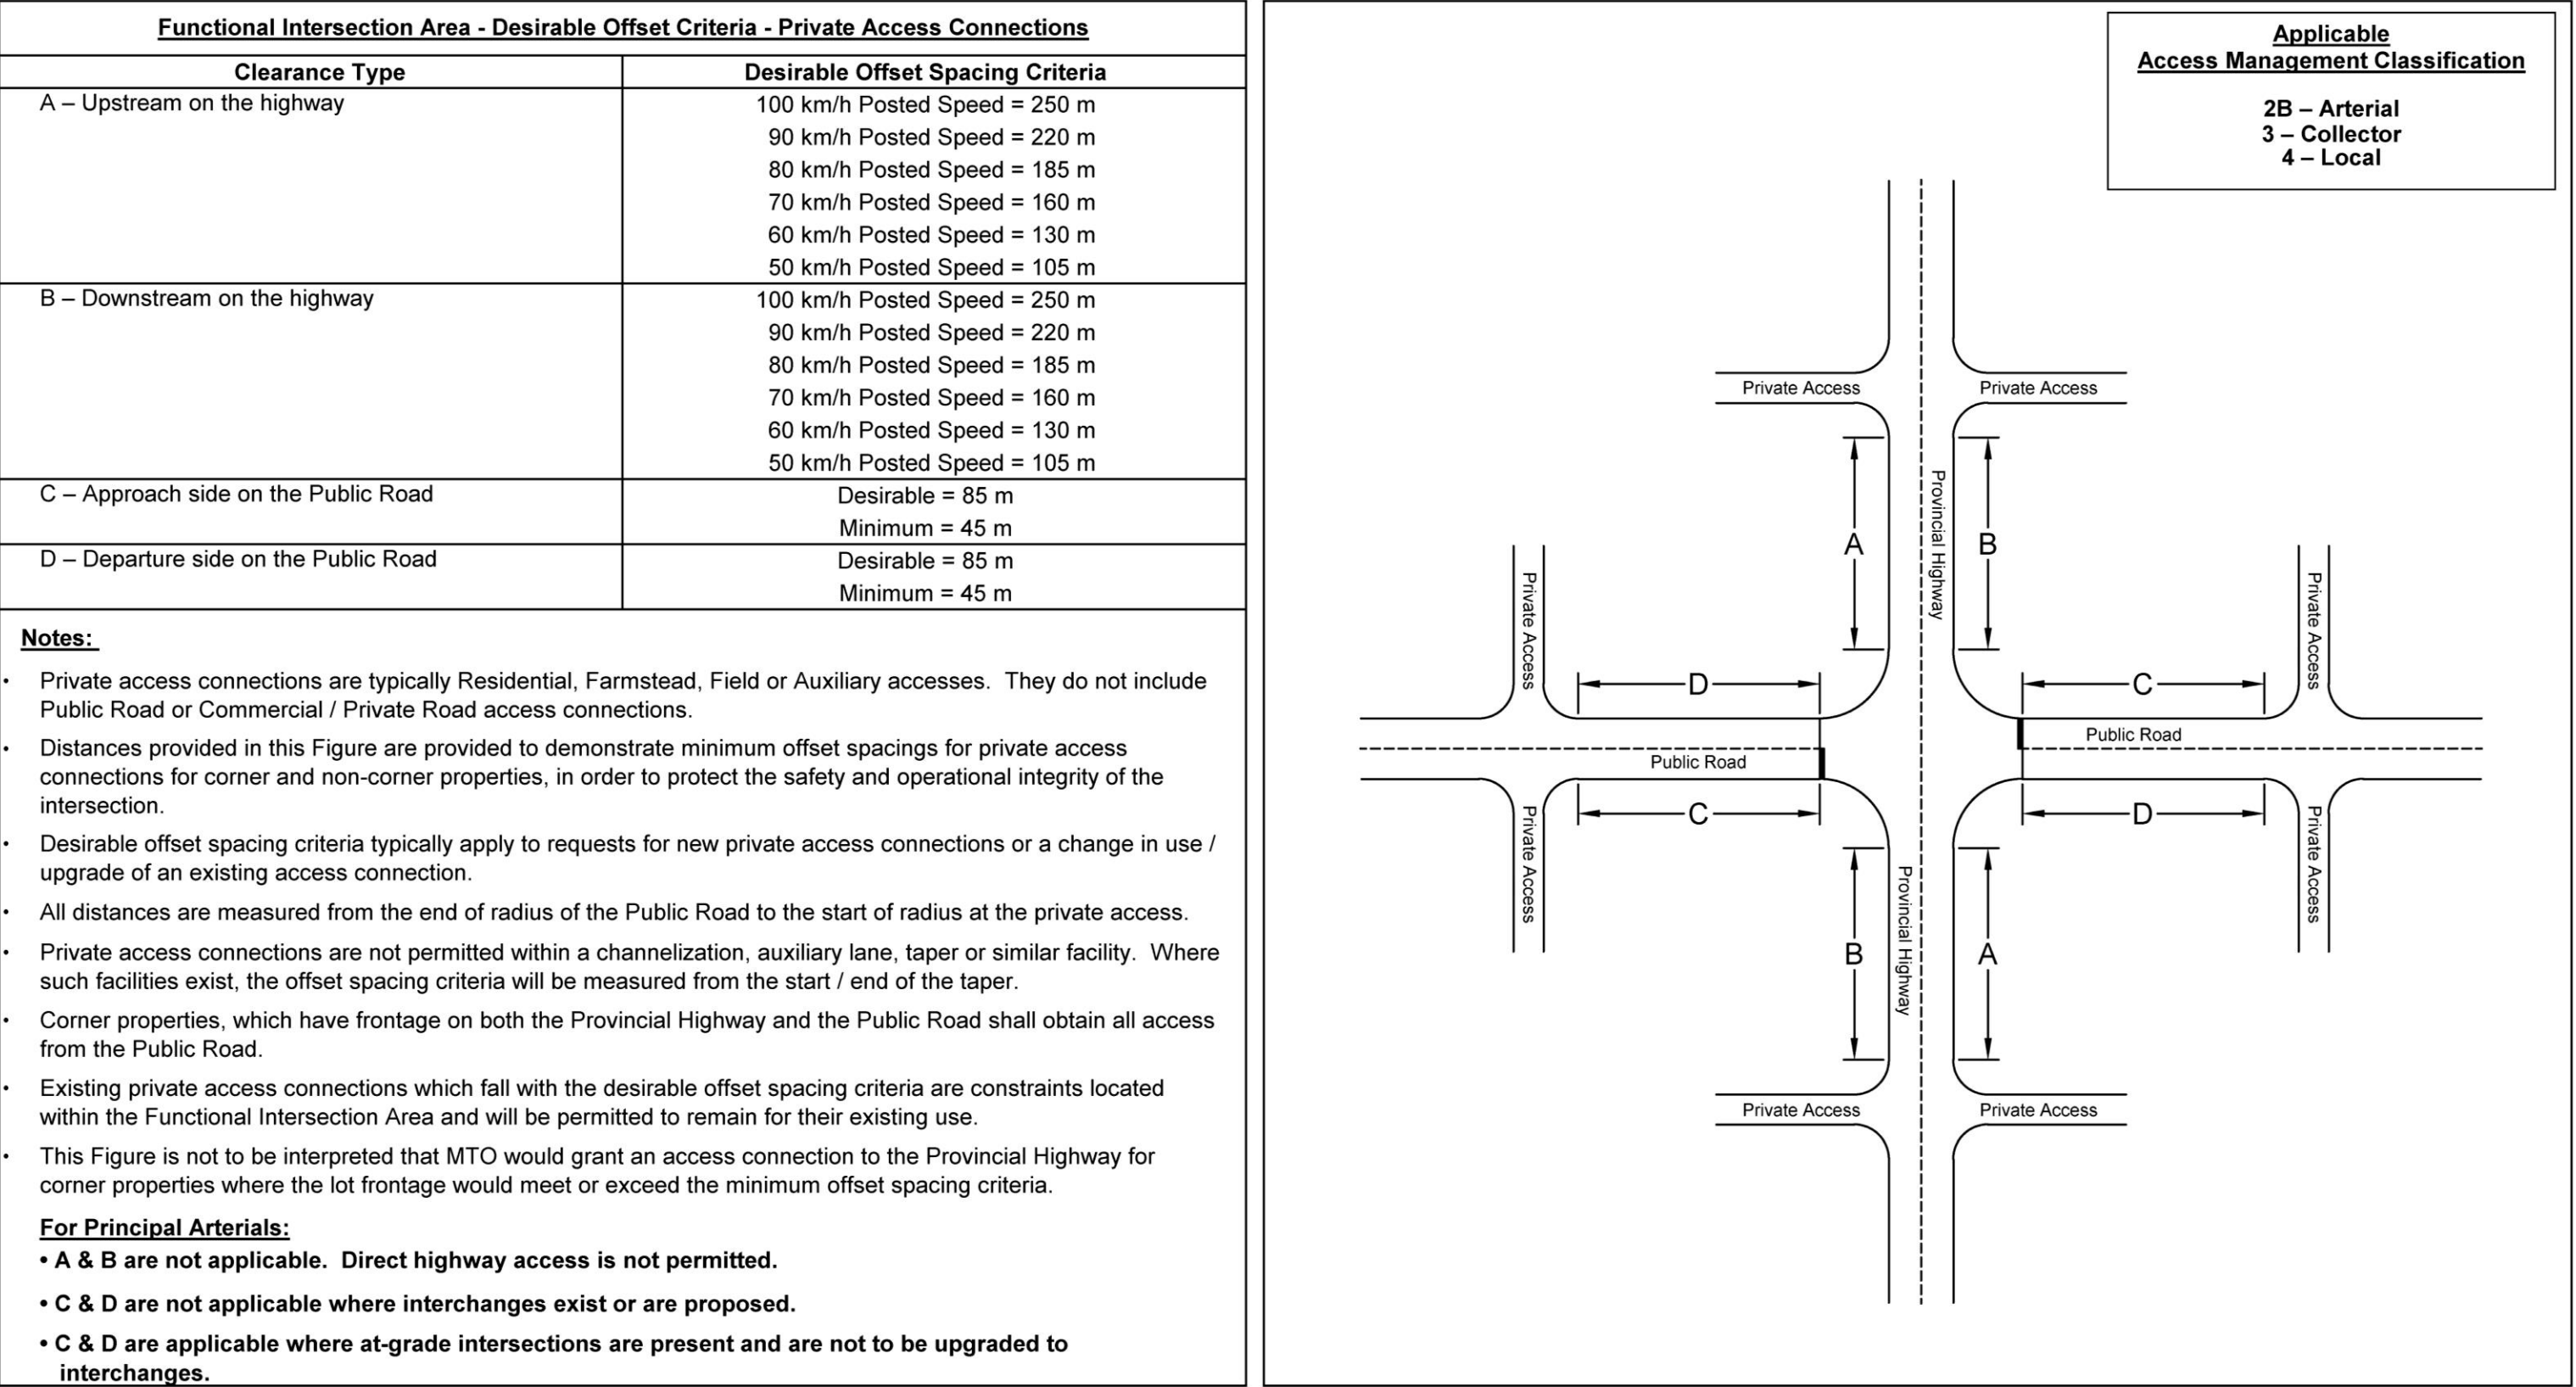 Functional Intersection Area - Desirable Offset Criteria - Private Access Connections
Clearance Type
Desirable Offset Spacing Criteria
A – Upstream on the highway
100 km/h Posted Speed = 250 m
90 km/h Posted Speed = 220 m
80 km/h Posted Speed = 185 m
70 km/h Posted Speed = 160 m
60 km/h Posted Speed = 130 m
50 km/h Posted Speed = 105 m
B – Downstream on the highway
100 km/h Posted Speed = 250 m
90 km/h Posted Speed = 220 m
80 km/h Posted Speed = 185 m
70 km/h Posted Speed = 160 m
60 km/h Posted Speed = 130 m
50 km/h Posted Speed = 105 m
C – Approach side on the Public Road
Desirable = 85 m
Minimum = 45 m
D – Departure side on the Public Road
Desirable = 85 m
Minimum = 45 m
Notes:
• Private access connections are typically Residential, Farmstead, Field or Auxiliary accesses. They do not include
Public Road or Commercial / Private Road access connections.
• Distances provided in this Figure are provided to demonstrate minimum offset spacings for private access
connections for corner and non-corner properties, in order to protect the safety and operational integrity of the
intersection.
• Desirable offset spacing criteria typically apply to requests for new private access connections or a change in use /
upgrade of an existing access connection.
• All distances are measured from the end of radius of the Public Road to the start of radius at the private access.
• Private access connections are not permitted within a channelization, auxiliary lane, taper or similar facility. Where
such facilities exist, the offset spacing criteria will be measured from the start / end of the taper.
• Corner properties, which have frontage on both the Provincial Highway and the Public Road shall obtain all access
from the Public Road.
• Existing private access connections which fall with the desirable offset spacing criteria are constraints located
within the Functional Intersection Area and will be permitted to remain for their existing use.
• This Figure is not to be interpreted that MTO would grant an access connection to the Provincial Highway for
corner properties where the lot frontage would meet or exceed the minimum offset spacing criteria.
For Principal Arterials:
• A & B are not applicable. Direct highway access is not permitted.
• C & D are not applicable where interchanges exist or are proposed.
• C & D are applicable where at-grade intersections are present and are not to be upgraded to
interchanges.
Applicable
Access Management Classification
2B – Arterial
3 – Collector
4 – Local
Private Access
Private Access
A
Provincial Highway
B
Private Access
Private Access
D
C
Public Road
Public Road
C
D
Private Access
Private Access
B
Provincial Highway
A
Private Access
Private Access